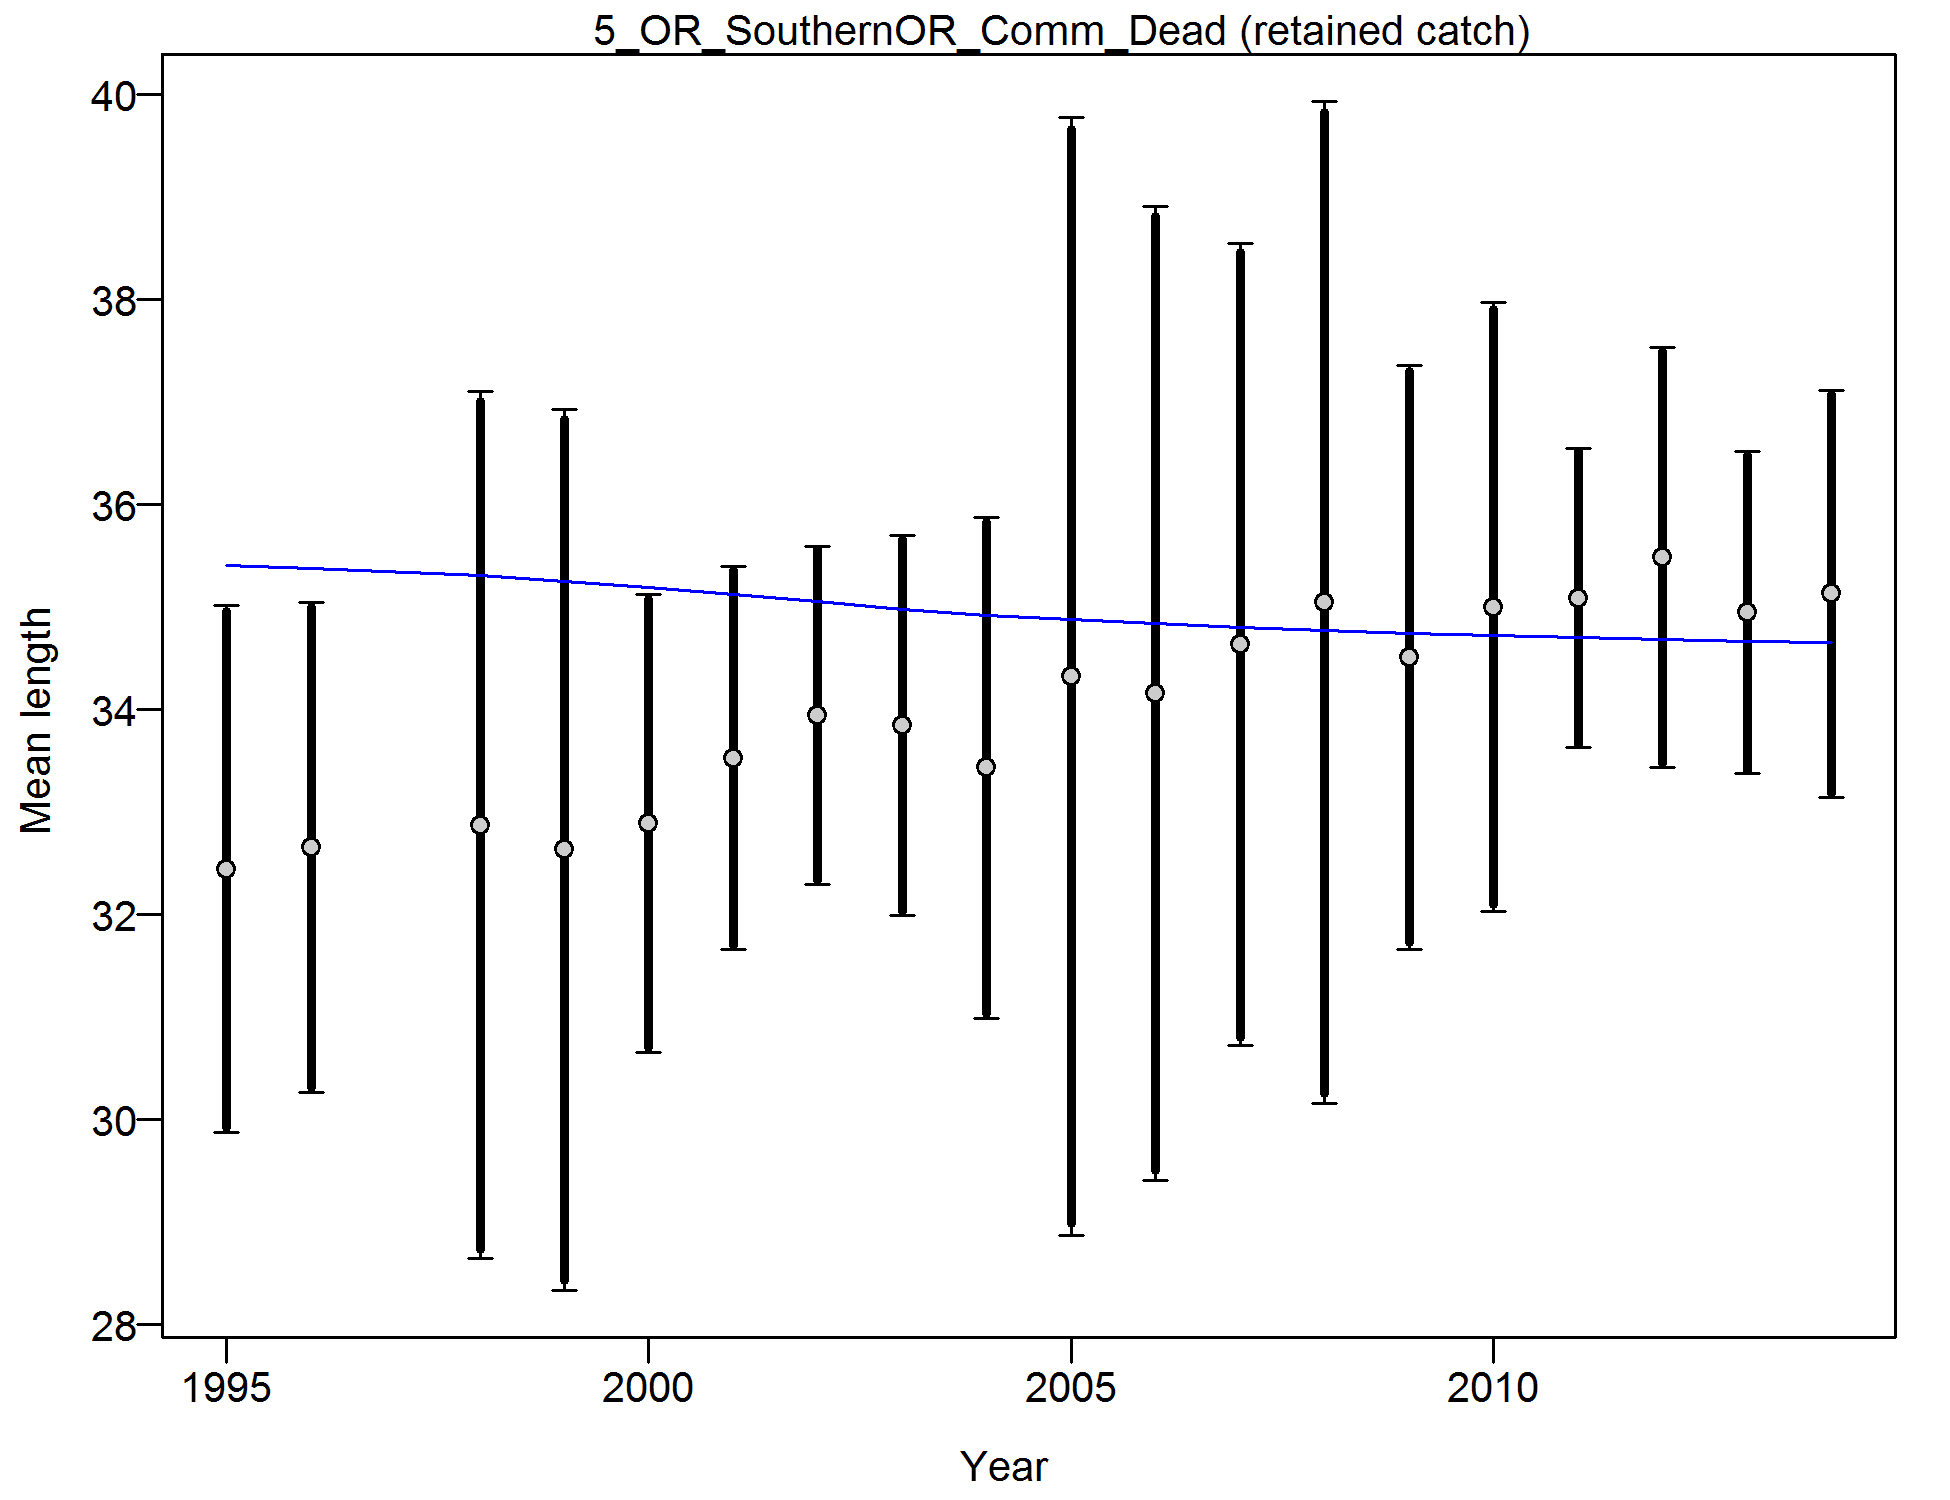 5_OR_SouthernOR_Comm_Dead (retained catch)
40
38
36
34
32
30
28
Mean length
1995 2000 2005 2010
Year